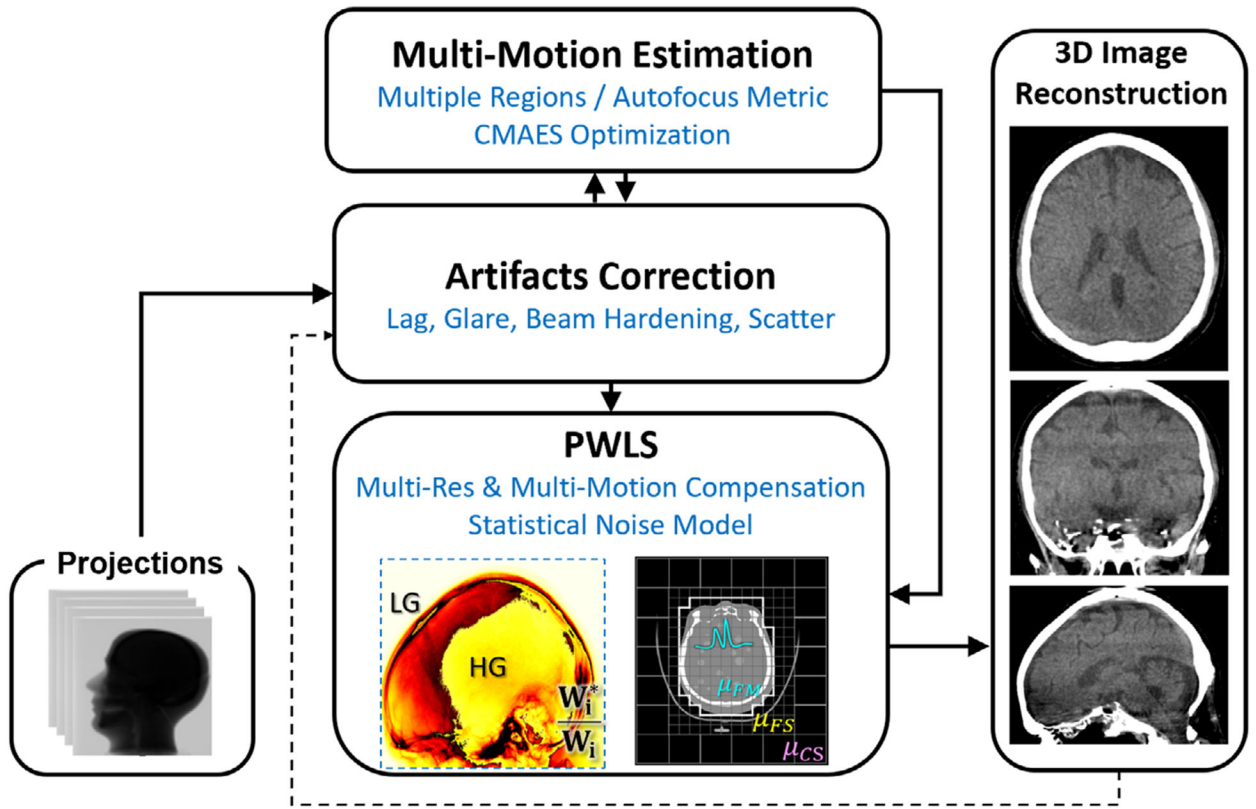 Multi-Motion Estimation
Multiple Regions / Autofocus Metric
CMAES Optimization
Artifacts Correction
Lag, Glare, Beam Hardening, Scatter
PWLS
Multi-Res & Multi-Motion Compensation
Statistical Noise Model
LG
HG
W*i
Wi
μFM
μFS
μCS
Projections
3D Image
Reconstruction